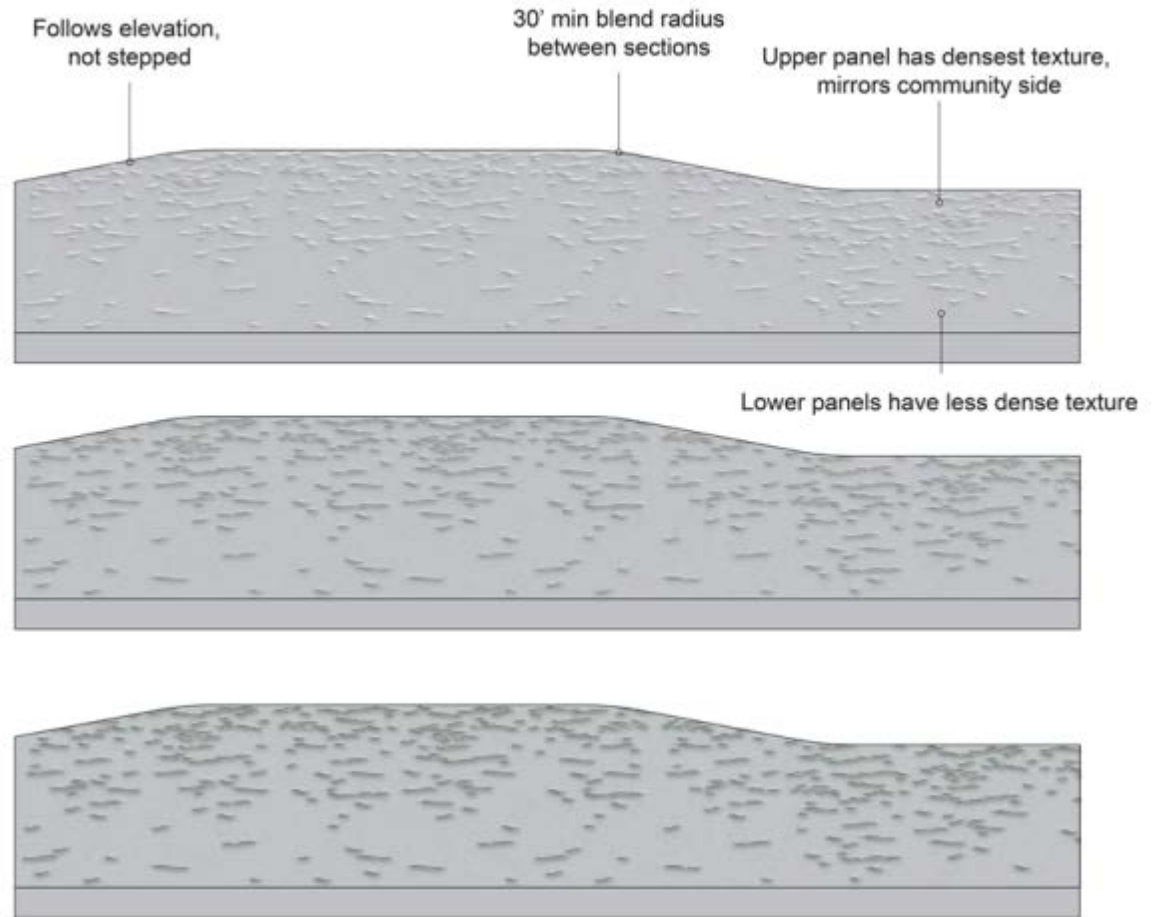 Follows elevation,
not stepped
30' min blend radius
between sections
Upper panel has densest texture,
mirrors community side
Lower panels have less dense texture